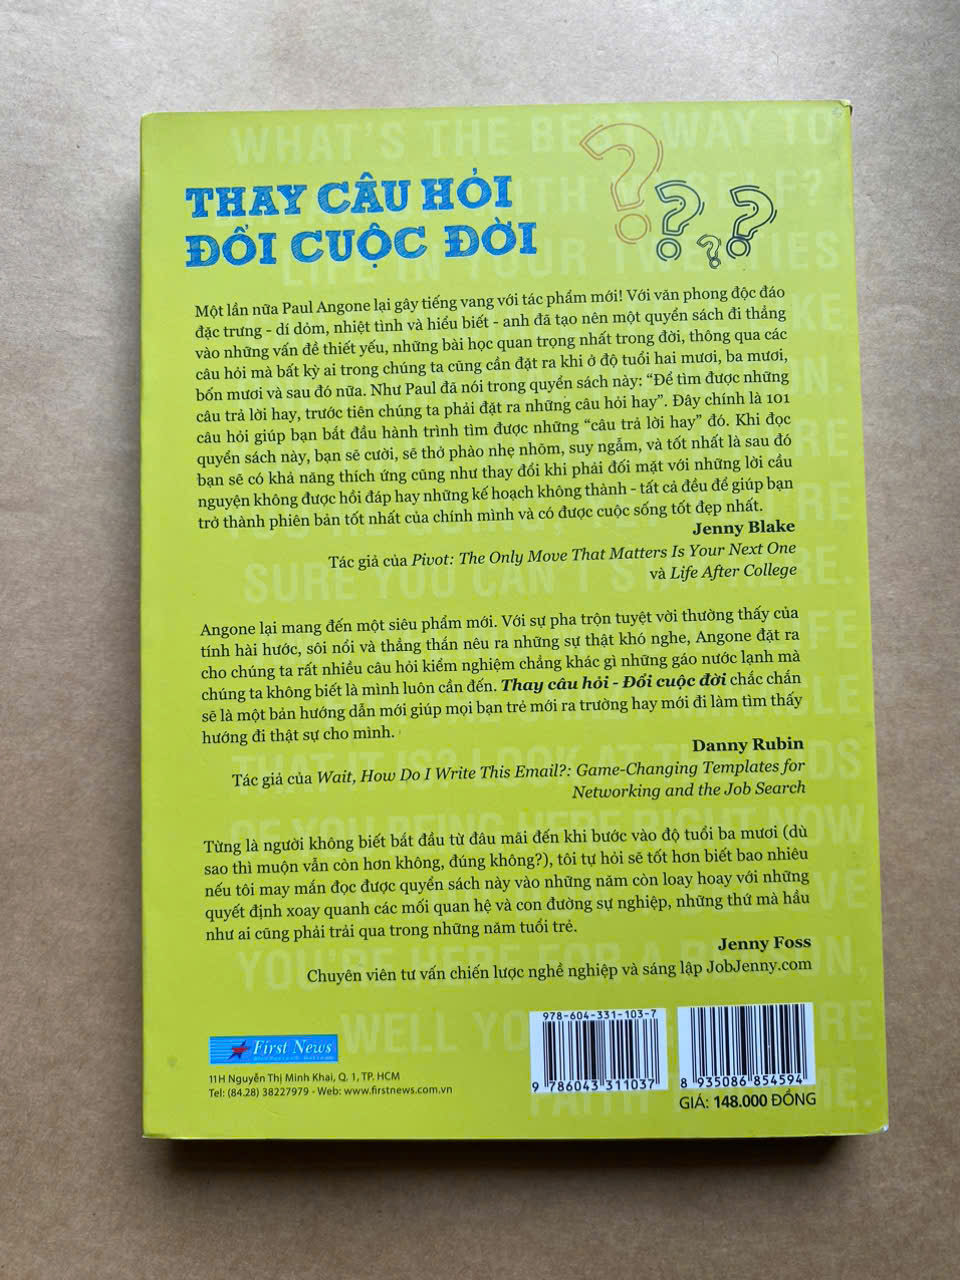 THAY CÂU HỎI
ĐỔI CUỘC ĐỜI
Một lần nữa Paul Angone lại gây tiếng vang với tác phẩm mới! Với văn phong độc đáo
đặc trưng - dí dỏm, nhiệt tình và hiểu biết - anh đã tạo nên một quyển sách đi thẳng
vào những vấn đề thiết yếu, những bài học quan trọng nhất trong đời, thông qua các
câu hỏi mà bất kỳ ai trong chúng ta cũng cần đặt ra khi ở độ tuổi hai mươi, ba mươi,
bốn mươi và sau đó nữa. Như Paul đã nói trong quyển sách này: “Để tìm được những
câu trả lời hay, trước tiên chúng ta phải đặt ra những câu hỏi hay”. Đây chính là 101
câu hỏi giúp bạn bắt đầu hành trình tìm được những “câu trả lời hay” đó. Khi đọc
quyển sách này, bạn sẽ cười, sẽ thở phào nhẹ nhõm, suy ngẫm, và tốt nhất là sau đó
bạn sẽ có khả năng thích ứng cũng như thay đổi khi phải đối mặt với những lời cầu
nguyện không được hồi đáp hay những kế hoạch không thành - tất cả đều để giúp bạn
trở thành phiên bản tốt nhất của chính mình và có được cuộc sống tốt đẹp nhất.
Jenny Blake
Tác giả của Pivot: The Only Move That Matters Is Your Next One
và Life After College
Angone lại mang đến một siêu phẩm mới. Với sự pha trộn tuyệt vời thường thấy của
tính hài hước, sôi nổi và thẳng thắn nêu ra những sự thật khó nghe, Angone đặt ra
cho chúng ta rất nhiều câu hỏi kiểm nghiệm chẳng khác gì những gáo nước lạnh mà
chúng ta không biết là mình luôn cần đến. Thay câu hỏi - Đổi cuộc đời chắc chắn
sẽ là một bản hướng dẫn mới giúp mọi bạn trẻ mới ra trường hay mới đi làm tìm thấy
hướng đi thật sự cho mình.
Danny Rubin
Tác giả của Wait, How Do I Write This Email?: Game-Changing Templates for
Networking and the Job Search
Từng là người không biết bắt đầu từ đâu mãi đến khi bước vào độ tuổi ba mươi (dù
sao thì muộn vẫn còn hơn không, đúng không?), tôi tự hỏi sẽ tốt hơn biết bao nhiêu
nếu tôi may mắn đọc được quyển sách này vào những năm còn loay hoay với những
quyết định xoay quanh các mối quan hệ và con đường sự nghiệp, những thứ mà hầu
như ai cũng phải trải qua trong những năm tuổi trẻ.
Jenny Foss
Chuyên viên tư vấn chiến lược nghề nghiệp và sáng lập JobJenny.com
First News
11H Nguyễn Thị Minh Khai, Q. 1, TP. HCM
Tel: (84.28) 38227979 - Web: www.firstnews.com.vn
978-604-331-103-7
9 786043 311037
8 935086 854594
GIÁ: 148.000 ĐỒNG